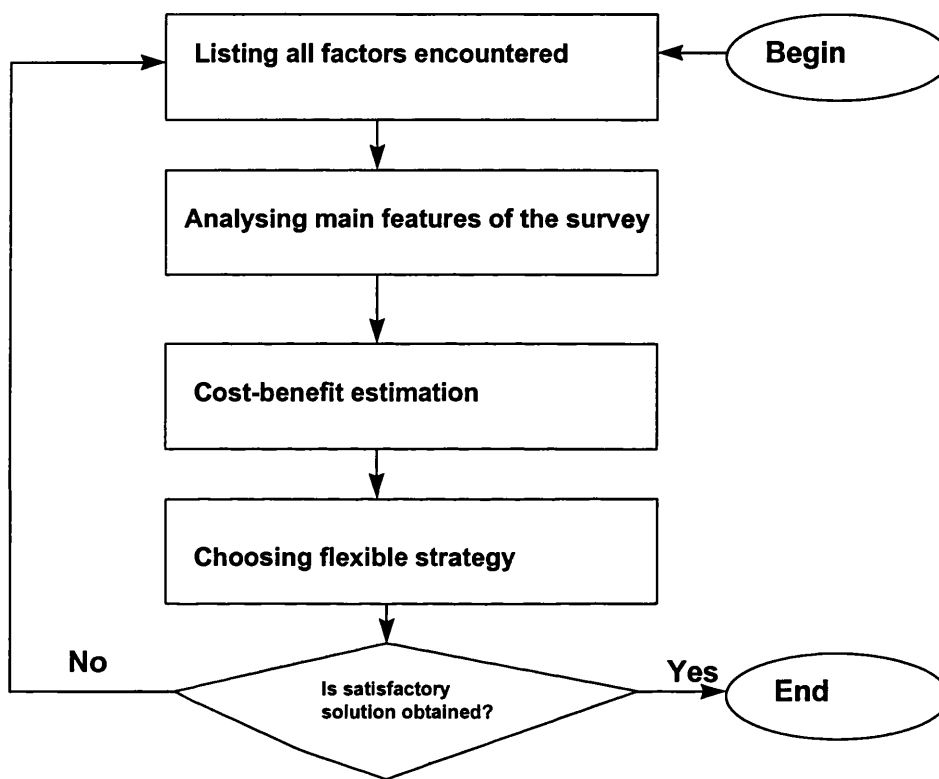 Begin
Listing all factors encountered
Analysing main features of the survey
Cost-benefit estimation
Choosing flexible strategy
Is satisfactory
solution obtained?
No
Yes
End